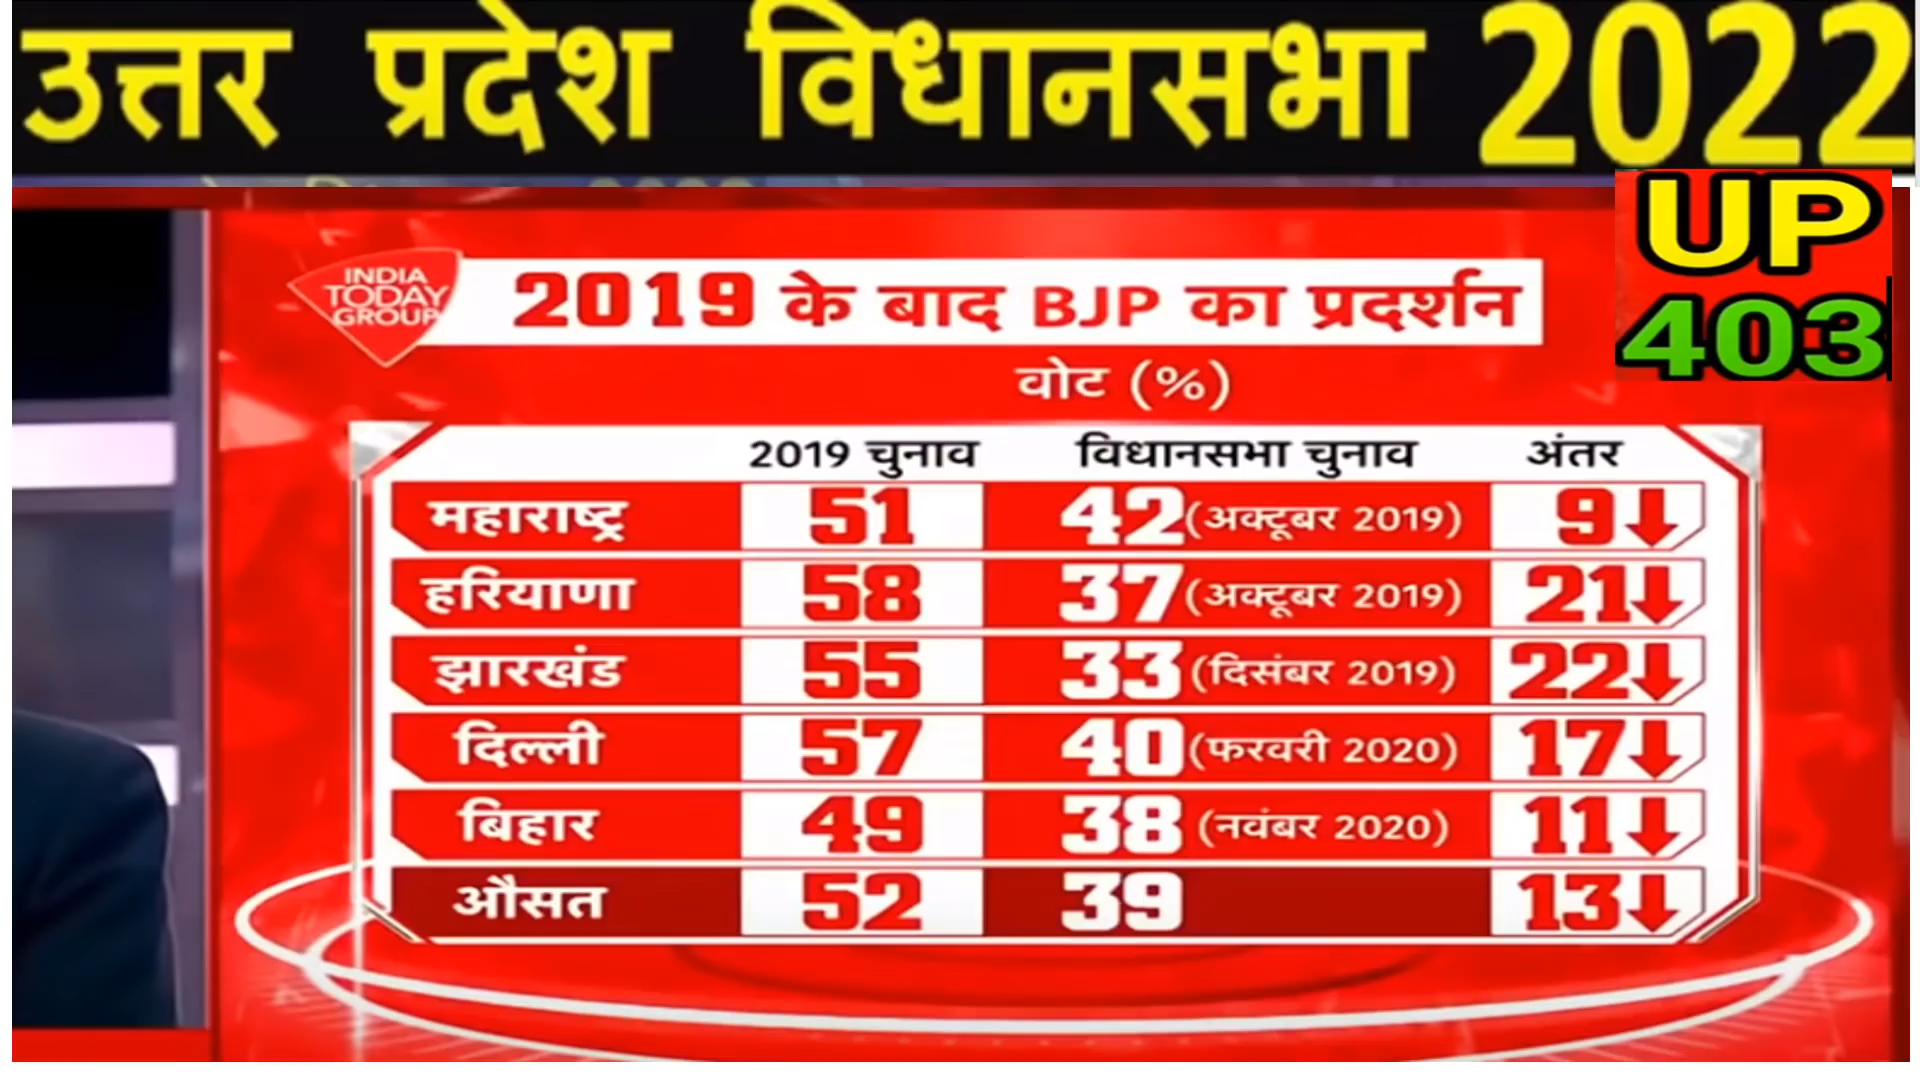 उत्तर प्रदेश विधानसभा 2022
UP
403
INDIA
TODAY
GROUP
2019 के बाद BJP का प्रदर्शन
वोट (%)
2019 चुनाव विधानसभा चुनाव अंतर
महाराष्ट्र 51 42 (अक्टूबर 2019) 9↓
हरियाणा 58 37 (अक्टूबर 2019) 21↓
झारखंड 55 33 (दिसंबर 2019) 22↓
दिल्ली 57 40 (फरवरी 2020) 17↓
बिहार 49 38 (नवंबर 2020) 11↓
औसत 52 39 13↓